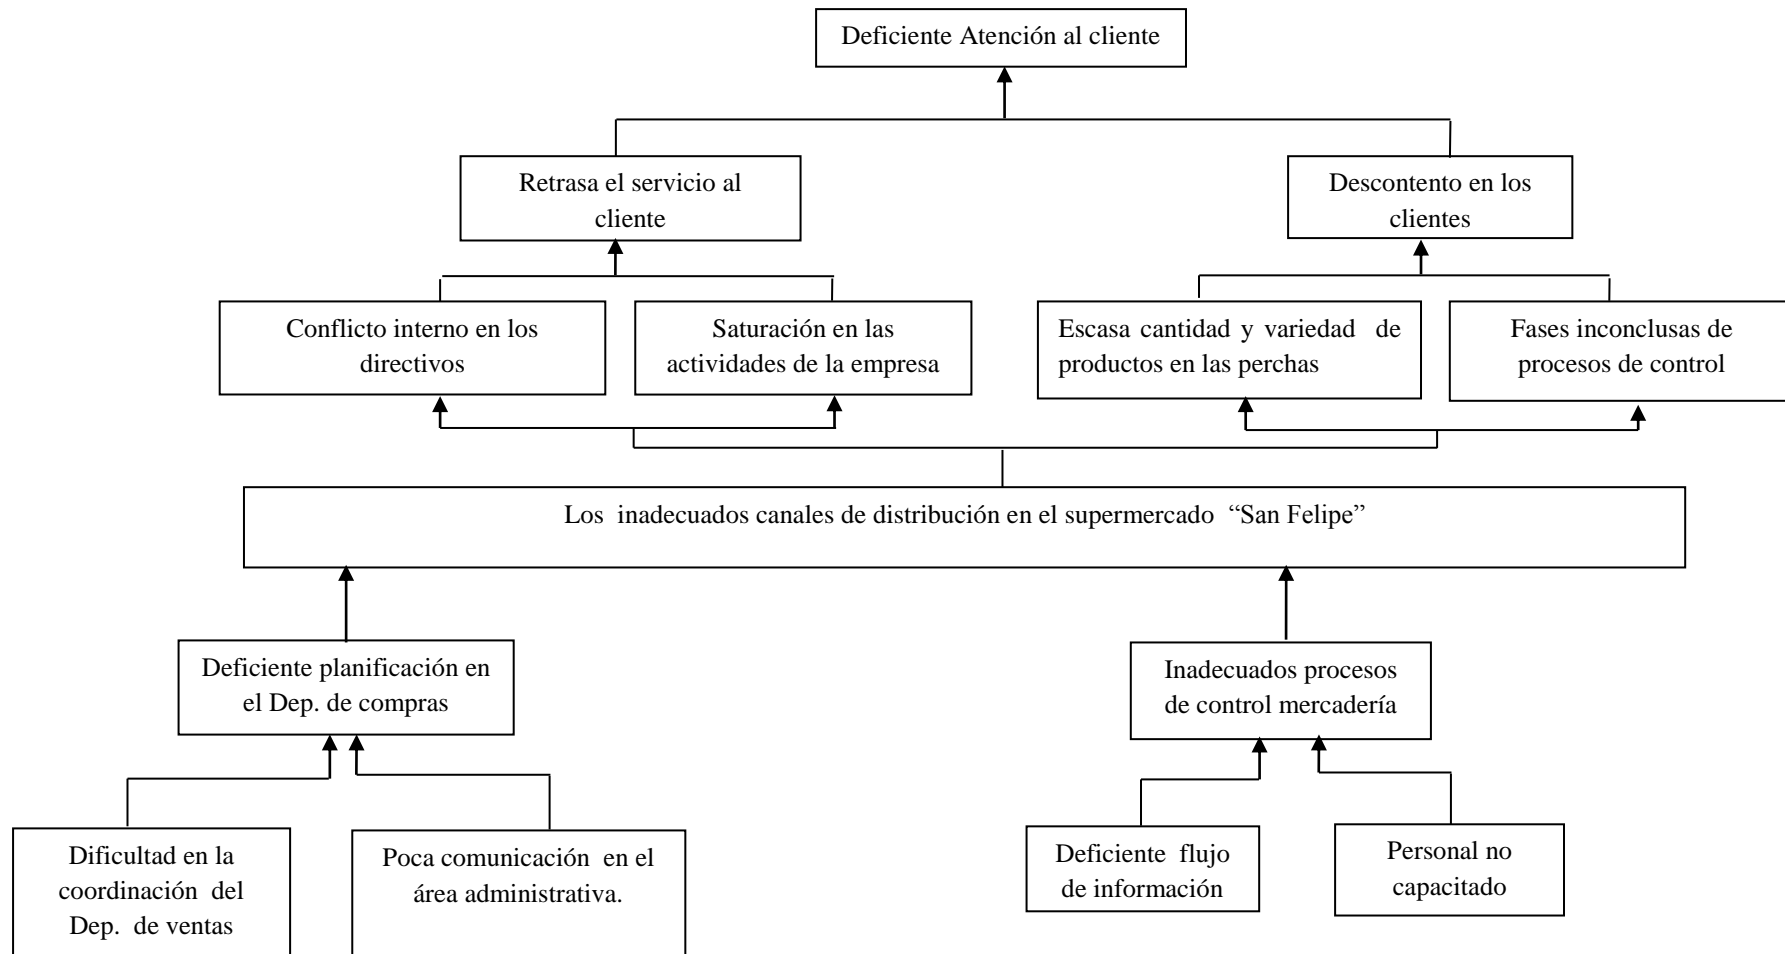 Deficiente Atención al cliente
Retrasa el servicio al
cliente
Descontento en los
clientes
Conflicto interno en los
directivos
Saturación en las
actividades de la empresa
Escasa cantidad y variedad de
productos en las perchas
Fases inconclusas de
procesos de control
Los inadecuados canales de distribución en el supermercado “San Felipe”
Deficiente planificación en
el Dep. de compras
Inadecuados procesos
de control mercadería
Dificultad en la
coordinación del
Dep. de ventas
Poca comunicación en el
área administrativa.
Deficiente flujo
de información
Personal no
capacitado